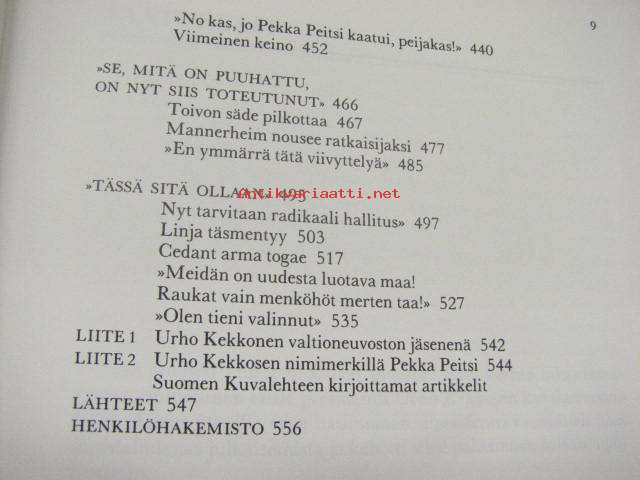 9
»No kas, jo Pekka Peitsi kaatui, peijakas!» 440
Viimeinen keino 452
»SE, MITÄ ON PUUHATTU,
ON NYT SIIS TOTEUTUNUT» 466
Toivon säde pilkottaa 467
Mannerheim nousee ratkaisijaksi 477
»En ymmärrä tätä viivyttelyä» 485
»TÄSSÄ SITÄ OLLAAN» 495
Antikvariaatti.net
Nyt tarvitaan radikaali hallitus» 497
Linja täsmentyy 503
Cedant arma togae 517
»Meidän on uudesta luotava maa!
Raukat vain menköhöt merten taa!» 527
»Olen tieni valinnut» 535
LIITE 1 Urho Kekkonen valtioneuvoston jäsenenä 542
LIITE 2 Urho Kekkosen nimimerkillä Pekka Peitsi 544
Suomen Kuvalehteen kirjoittamat artikkelit
LÄHTEET 547
HENKILÖHAKEMISTO 556